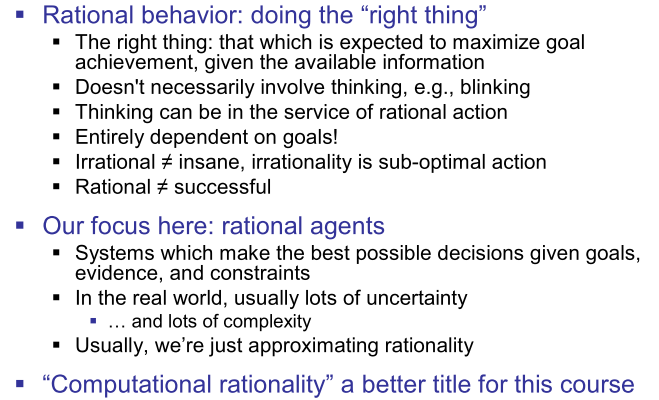 ▪ Rational behavior: doing the “right thing”
▪ The right thing: that which is expected to maximize goal
achievement, given the available information
▪ Doesn't necessarily involve thinking, e.g., blinking
▪ Thinking can be in the service of rational action
▪ Entirely dependent on goals!
▪ Irrational ≠ insane, irrationality is sub-optimal action
▪ Rational ≠ successful
▪ Our focus here: rational agents
▪ Systems which make the best possible decisions given goals,
evidence, and constraints
▪ In the real world, usually lots of uncertainty
▪ … and lots of complexity
▪ Usually, we’re just approximating rationality
▪ “Computational rationality” a better title for this course